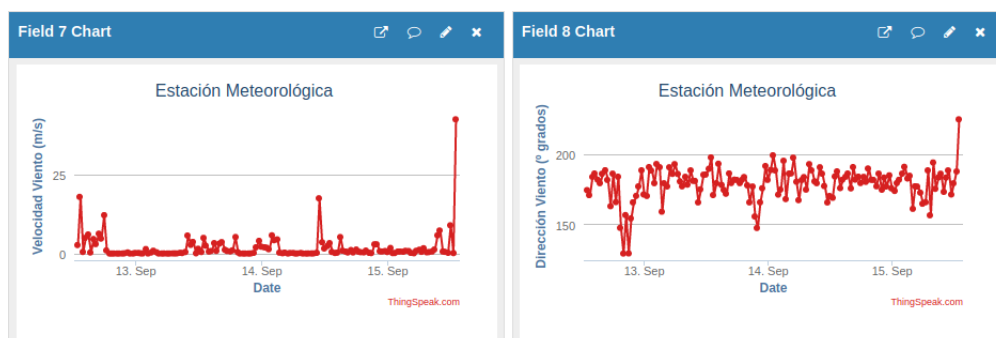 Field 7 Chart
Estación Meteorológica
Velocidad Viento (m/s)
25
0
13. Sep
14. Sep
15. Sep
Date
ThingSpeak.com
Field 8 Chart
Estación Meteorológica
Dirección Viento (º grados)
200
150
13. Sep
14. Sep
15. Sep
Date
ThingSpeak.com